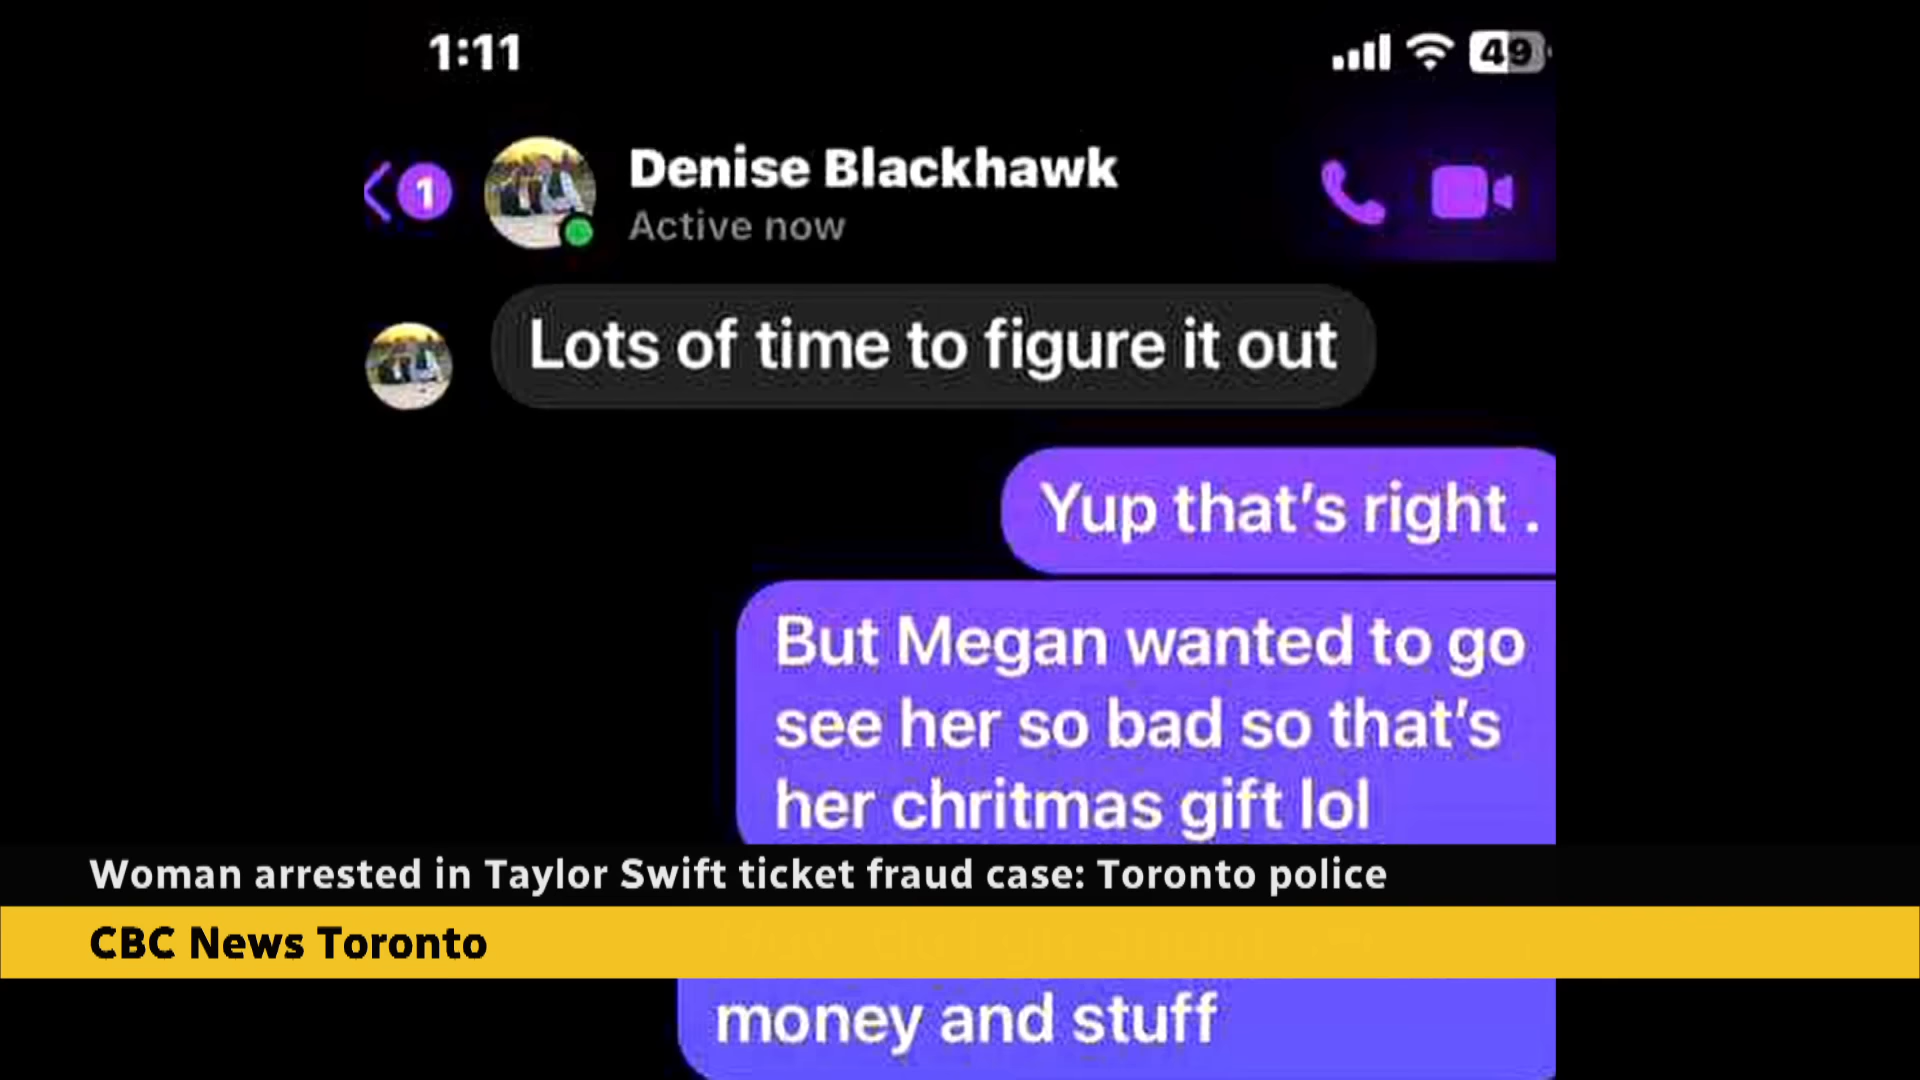 1:11
49
1
Denise Blackhawk
Active now
Lots of time to figure it out
Yup that's right .
But Megan wanted to go
see her so bad so that's
her chritmas gift lol
Woman arrested in Taylor Swift ticket fraud case: Toronto police
CBC News Toronto
money and stuff